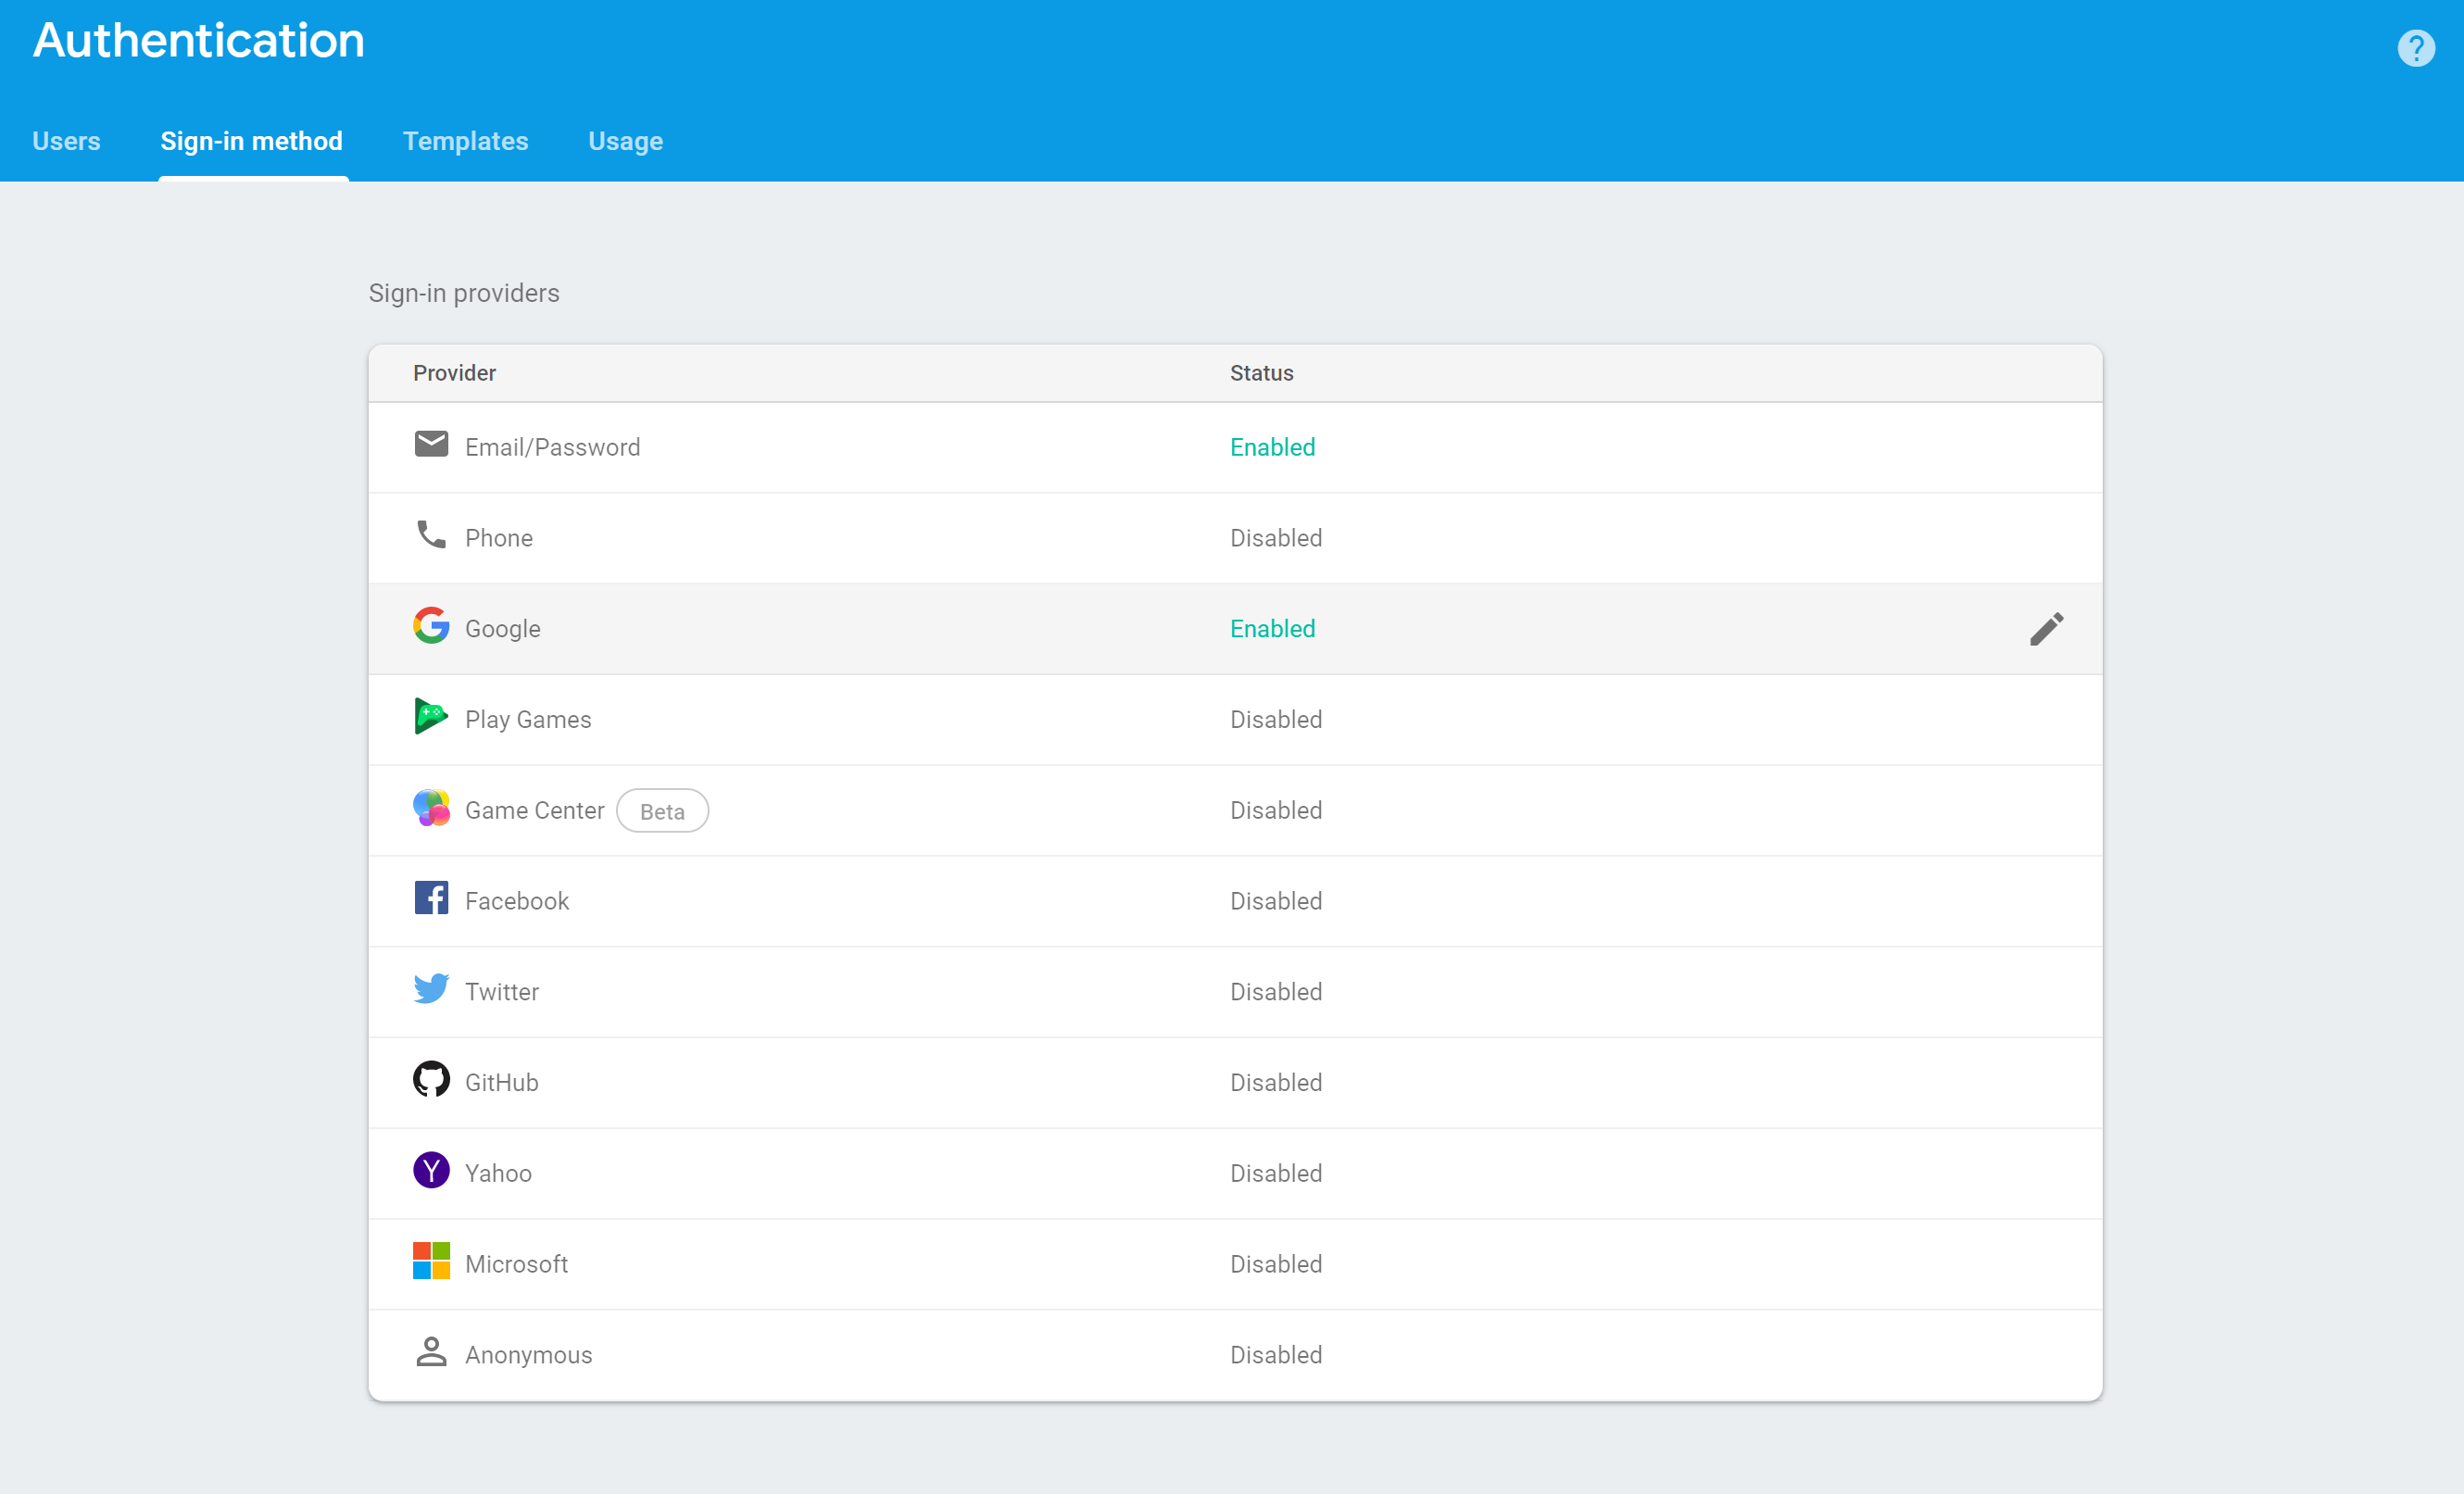 Authentication
?
Users Sign-in method Templates Usage
Sign-in providers
Provider Status
Email/Password Enabled
Phone Disabled
Google Enabled
Play Games Disabled
Game Center Beta Disabled
Facebook Disabled
Twitter Disabled
GitHub Disabled
Yahoo Disabled
Microsoft Disabled
Anonymous Disabled